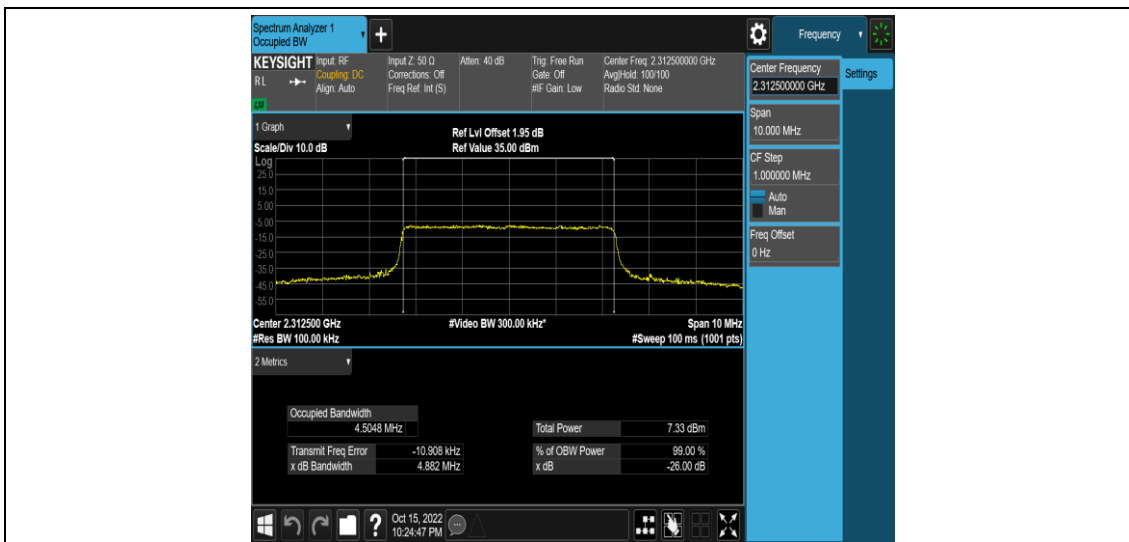 Spectrum Analyzer 1
Occupied BW
+
Frequency
KEYSIGHT
RL
LXI
Input: RF
Coupling: DC
Align: Auto
Input Z: 50 Ω
Corrections: Off
Freq Ref: Int (S)
Atten: 40 dB
Trig: Free Run
Gate: Off
#IF Gain: Low
Center Freq: 2.312500000 GHz
Avg|Hold: 100/100
Radio Std: None
Center Frequency
2.312500000 GHz
Settings
Span
10.000 MHz
CF Step
1.000000 MHz
Auto
Man
Freq Offset
0 Hz
1 Graph
Scale/Div 10.0 dB
Ref Lvl Offset 1.95 dB
Ref Value 35.00 dBm
Log
25.0
15.0
5.00
-5.00
-15.0
-25.0
-35.0
-45.0
-55.0
Center 2.312500 GHz
#Res BW 100.00 kHz
#Video BW 300.00 kHz*
Span 10 MHz
#Sweep 100 ms (1001 pts)
2 Metrics
Occupied Bandwidth
4.5048 MHz
Total Power 7.33 dBm
Transmit Freq Error -10.908 kHz
% of OBW Power 99.00 %
x dB Bandwidth 4.882 MHz
x dB -26.00 dB
?
Oct 15, 2022
10:24:47 PM